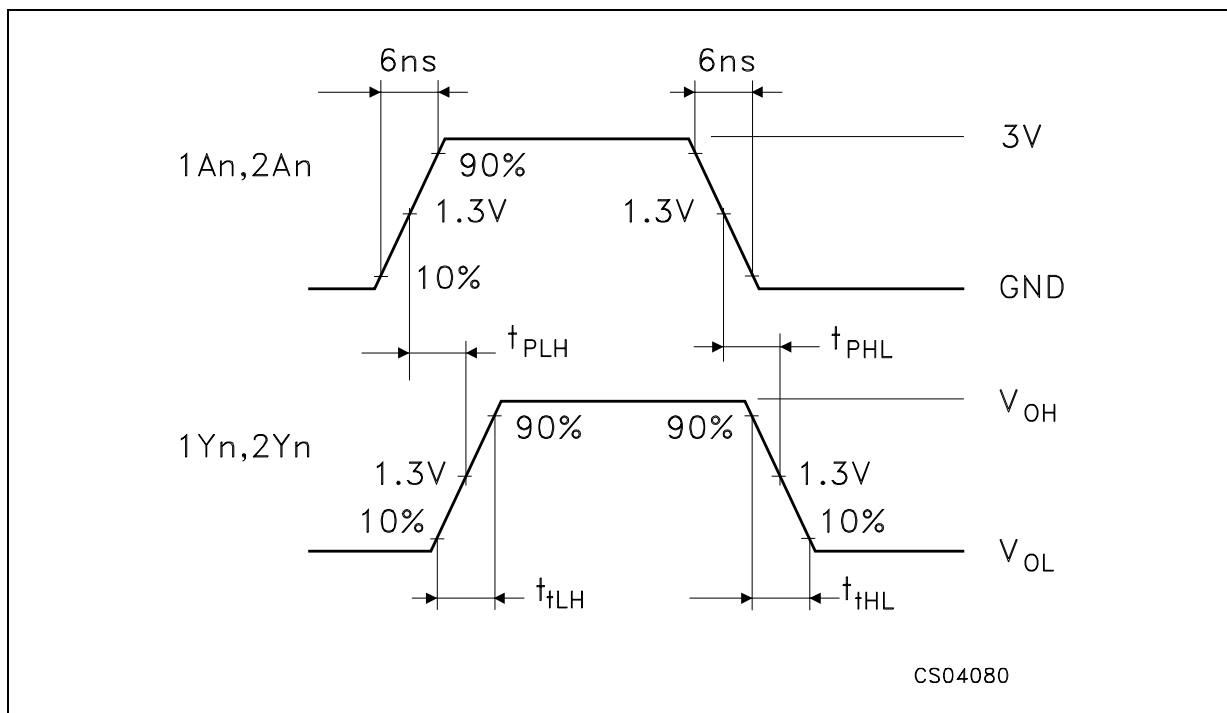 6ns 6ns
3V
1An,2An 90%
1.3V 1.3V
10%
GND
tPLH tPHL
VOH
90% 90%
1Yn,2Yn
1.3V 1.3V
10% 10%
VOL
ttLH ttHL
CS04080